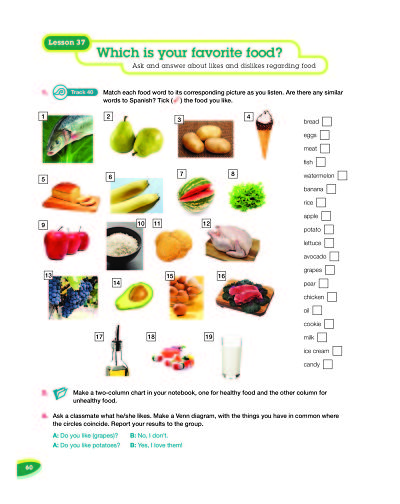 Lesson 37
Which is your favorite food?
Ask and answer about likes and dislikes regarding food
Track 40
Match each food word to its corresponding picture as you listen. Are there any similar
words to Spanish? Tick ( ) the food you like.
1
2
3
4
5
6
7
8
9
10
11
12
13
14
15
16
17
18
19
bread
eggs
meat
fish
watermelon
banana
rice
apple
potato
lettuce
avocado
grapes
pear
chicken
oil
cookie
milk
ice cream
candy
Make a two-column chart in your notebook, one for healthy food and the other column for
unhealthy food.
Ask a classmate what he/she likes. Make a Venn diagram, with the things you have in common where
the circles coincide. Report your results to the group.
A: Do you like (grapes)? B: No, I don't.
A: Do you like potatoes? B: Yes, I love them!
60